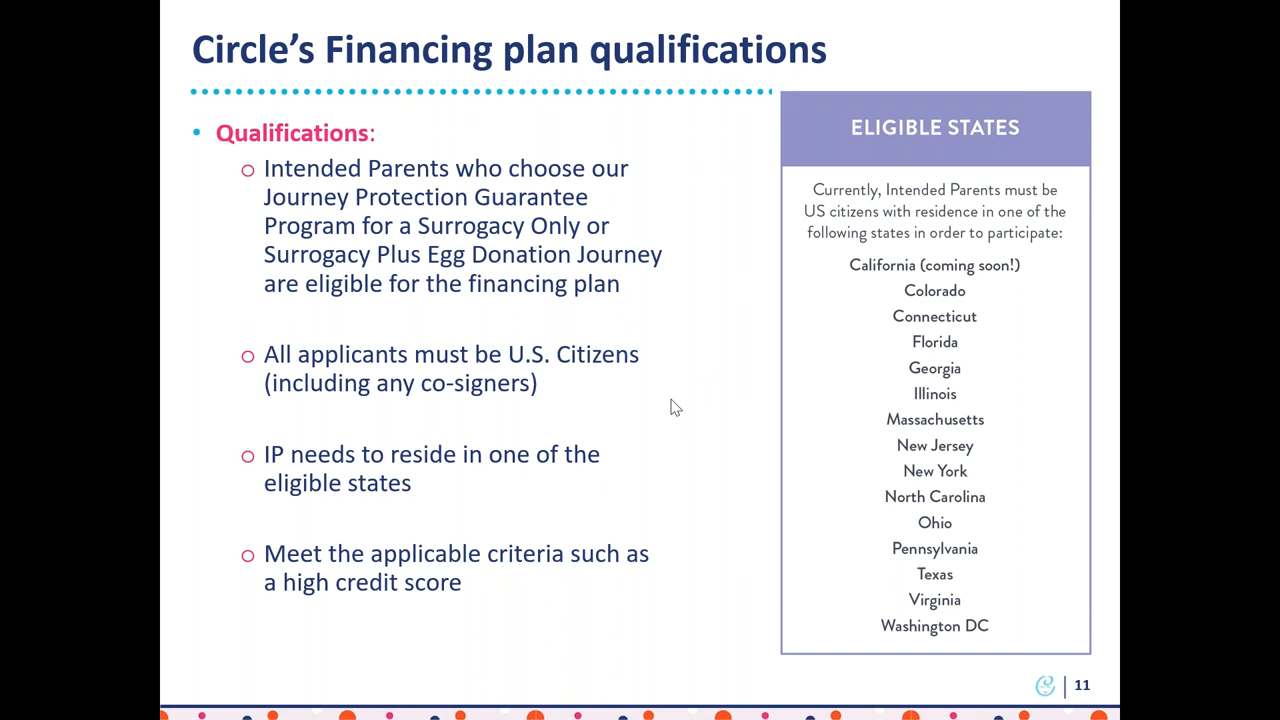 Circle's Financing plan qualifications
• Qualifications:
o Intended Parents who choose our
Journey Protection Guarantee
Program for a Surrogacy Only or
Surrogacy Plus Egg Donation Journey
are eligible for the financing plan
o All applicants must be U.S. Citizens
(including any co-signers)
o IP needs to reside in one of the
eligible states
o Meet the applicable criteria such as
a high credit score
ELIGIBLE STATES
Currently, Intended Parents must be
US citizens with residence in one of the
following states in order to participate:
California (coming soon!)
Colorado
Connecticut
Florida
Georgia
Illinois
Massachusetts
New Jersey
New York
North Carolina
Ohio
Pennsylvania
Texas
Virginia
Washington DC
11